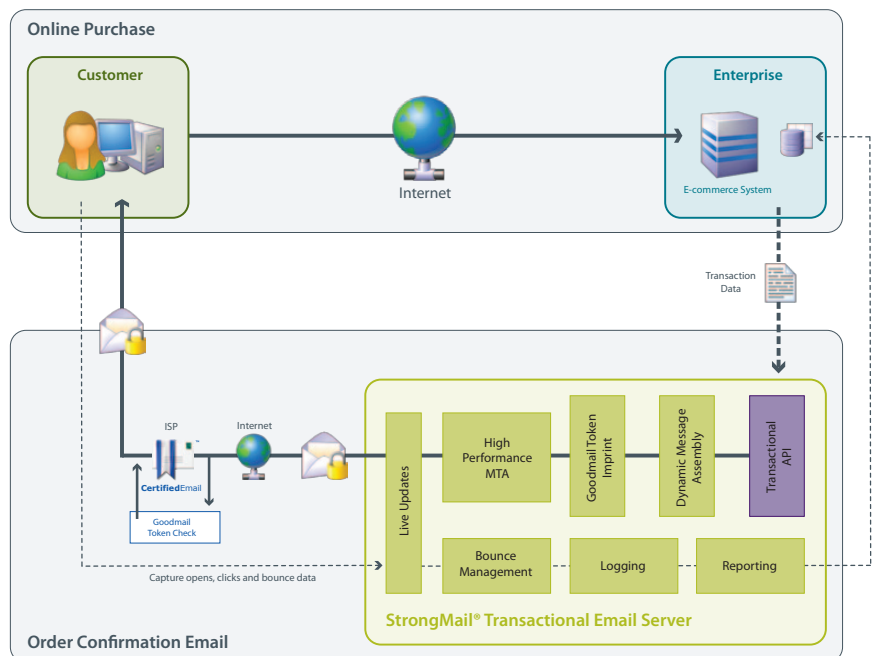 Online Purchase
Customer
Enterprise
Internet
E-commerce System
Transaction
Data
ISP
Internet
™
CertifiedEmail
Goodmail
Token Check
Live Updates
High
Performance
MTA
Goodmail Token
Imprint
Dynamic Message
Assembly
Transactional
API
Bounce
Management
Logging
Reporting
Capture opens, clicks and bounce data
StrongMail® Transactional Email Server
Order Confirmation Email